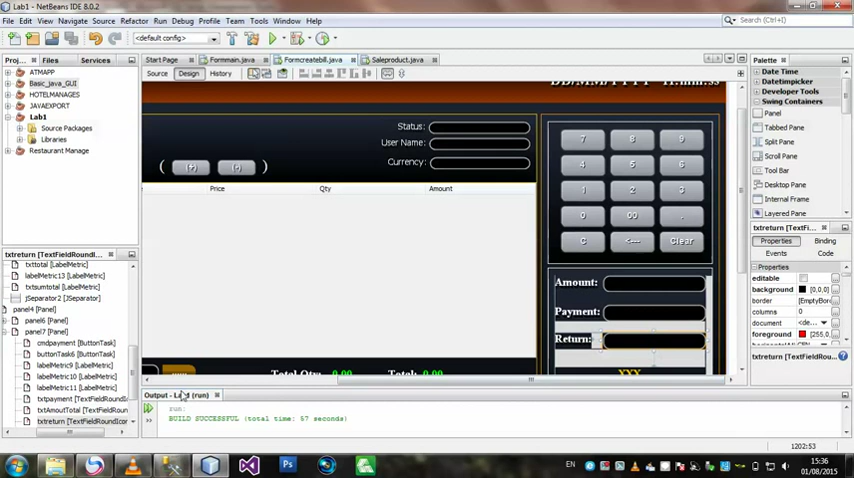 Lab1 - NetBeans IDE 8.0.2
File Edit View Navigate Source Refactor Run Debug Profile Team Tools Window Help
Search (Ctrl+I)
<default config>
Proj... Files Services
Start Page Formmain.java Formcreatebill.java Saleproduct.java
Palette
Source Design History
ATMAPP
Basic_java_GUI
HOTELMANAGES
JAVAEXPORT
Lab1
Source Packages
Libraries
Restaurant Manage
DD/MM/YYYY H:mm:ss
Status:
User Name:
Currency:
( (+) (-) )
Price Qty Amount
7 8 9
4 5 6
1 2 3
0 00 .
C <--- Clear
Amount:
Payment:
Return:
XXX
Total Qty: 0.00 Total: 0.00
Date Time
Datetimpicker
Developer Tools
Swing Containers
Panel
Tabbed Pane
Split Pane
Scroll Pane
Tool Bar
Desktop Pane
Internal Frame
Layered Pane
txtreturn [TextFi...
Properties Binding
Events Code
Properties
editable
background [0,0,0]
border [EmptyBor
columns 0
document <de...
foreground [255,0
txtreturn [TextFieldRou...
txtreturn [TextFieldRoundI...
txttotal [LabelMetric]
labelMetric13 [LabelMetric]
txtsumtotal [LabelMetric]
jSeparator2 [JSeparator]
panel4 [Panel]
panel6 [Panel]
panel7 [Panel]
cmdpayment [ButtonTask]
buttonTask6 [ButtonTask]
labelMetric9 [LabelMetric]
labelMetric10 [LabelMetric]
labelMetric11 [LabelMetric]
txtpayment [TextFieldRoun
txtAmoutTotal [TextFieldRoun
txtreturn [TextFieldRoundIcor
Output - Lab1 (run)
run:
BUILD SUCCESSFUL (total time: 57 seconds)
1202:53
EN
15:36
01/08/2015